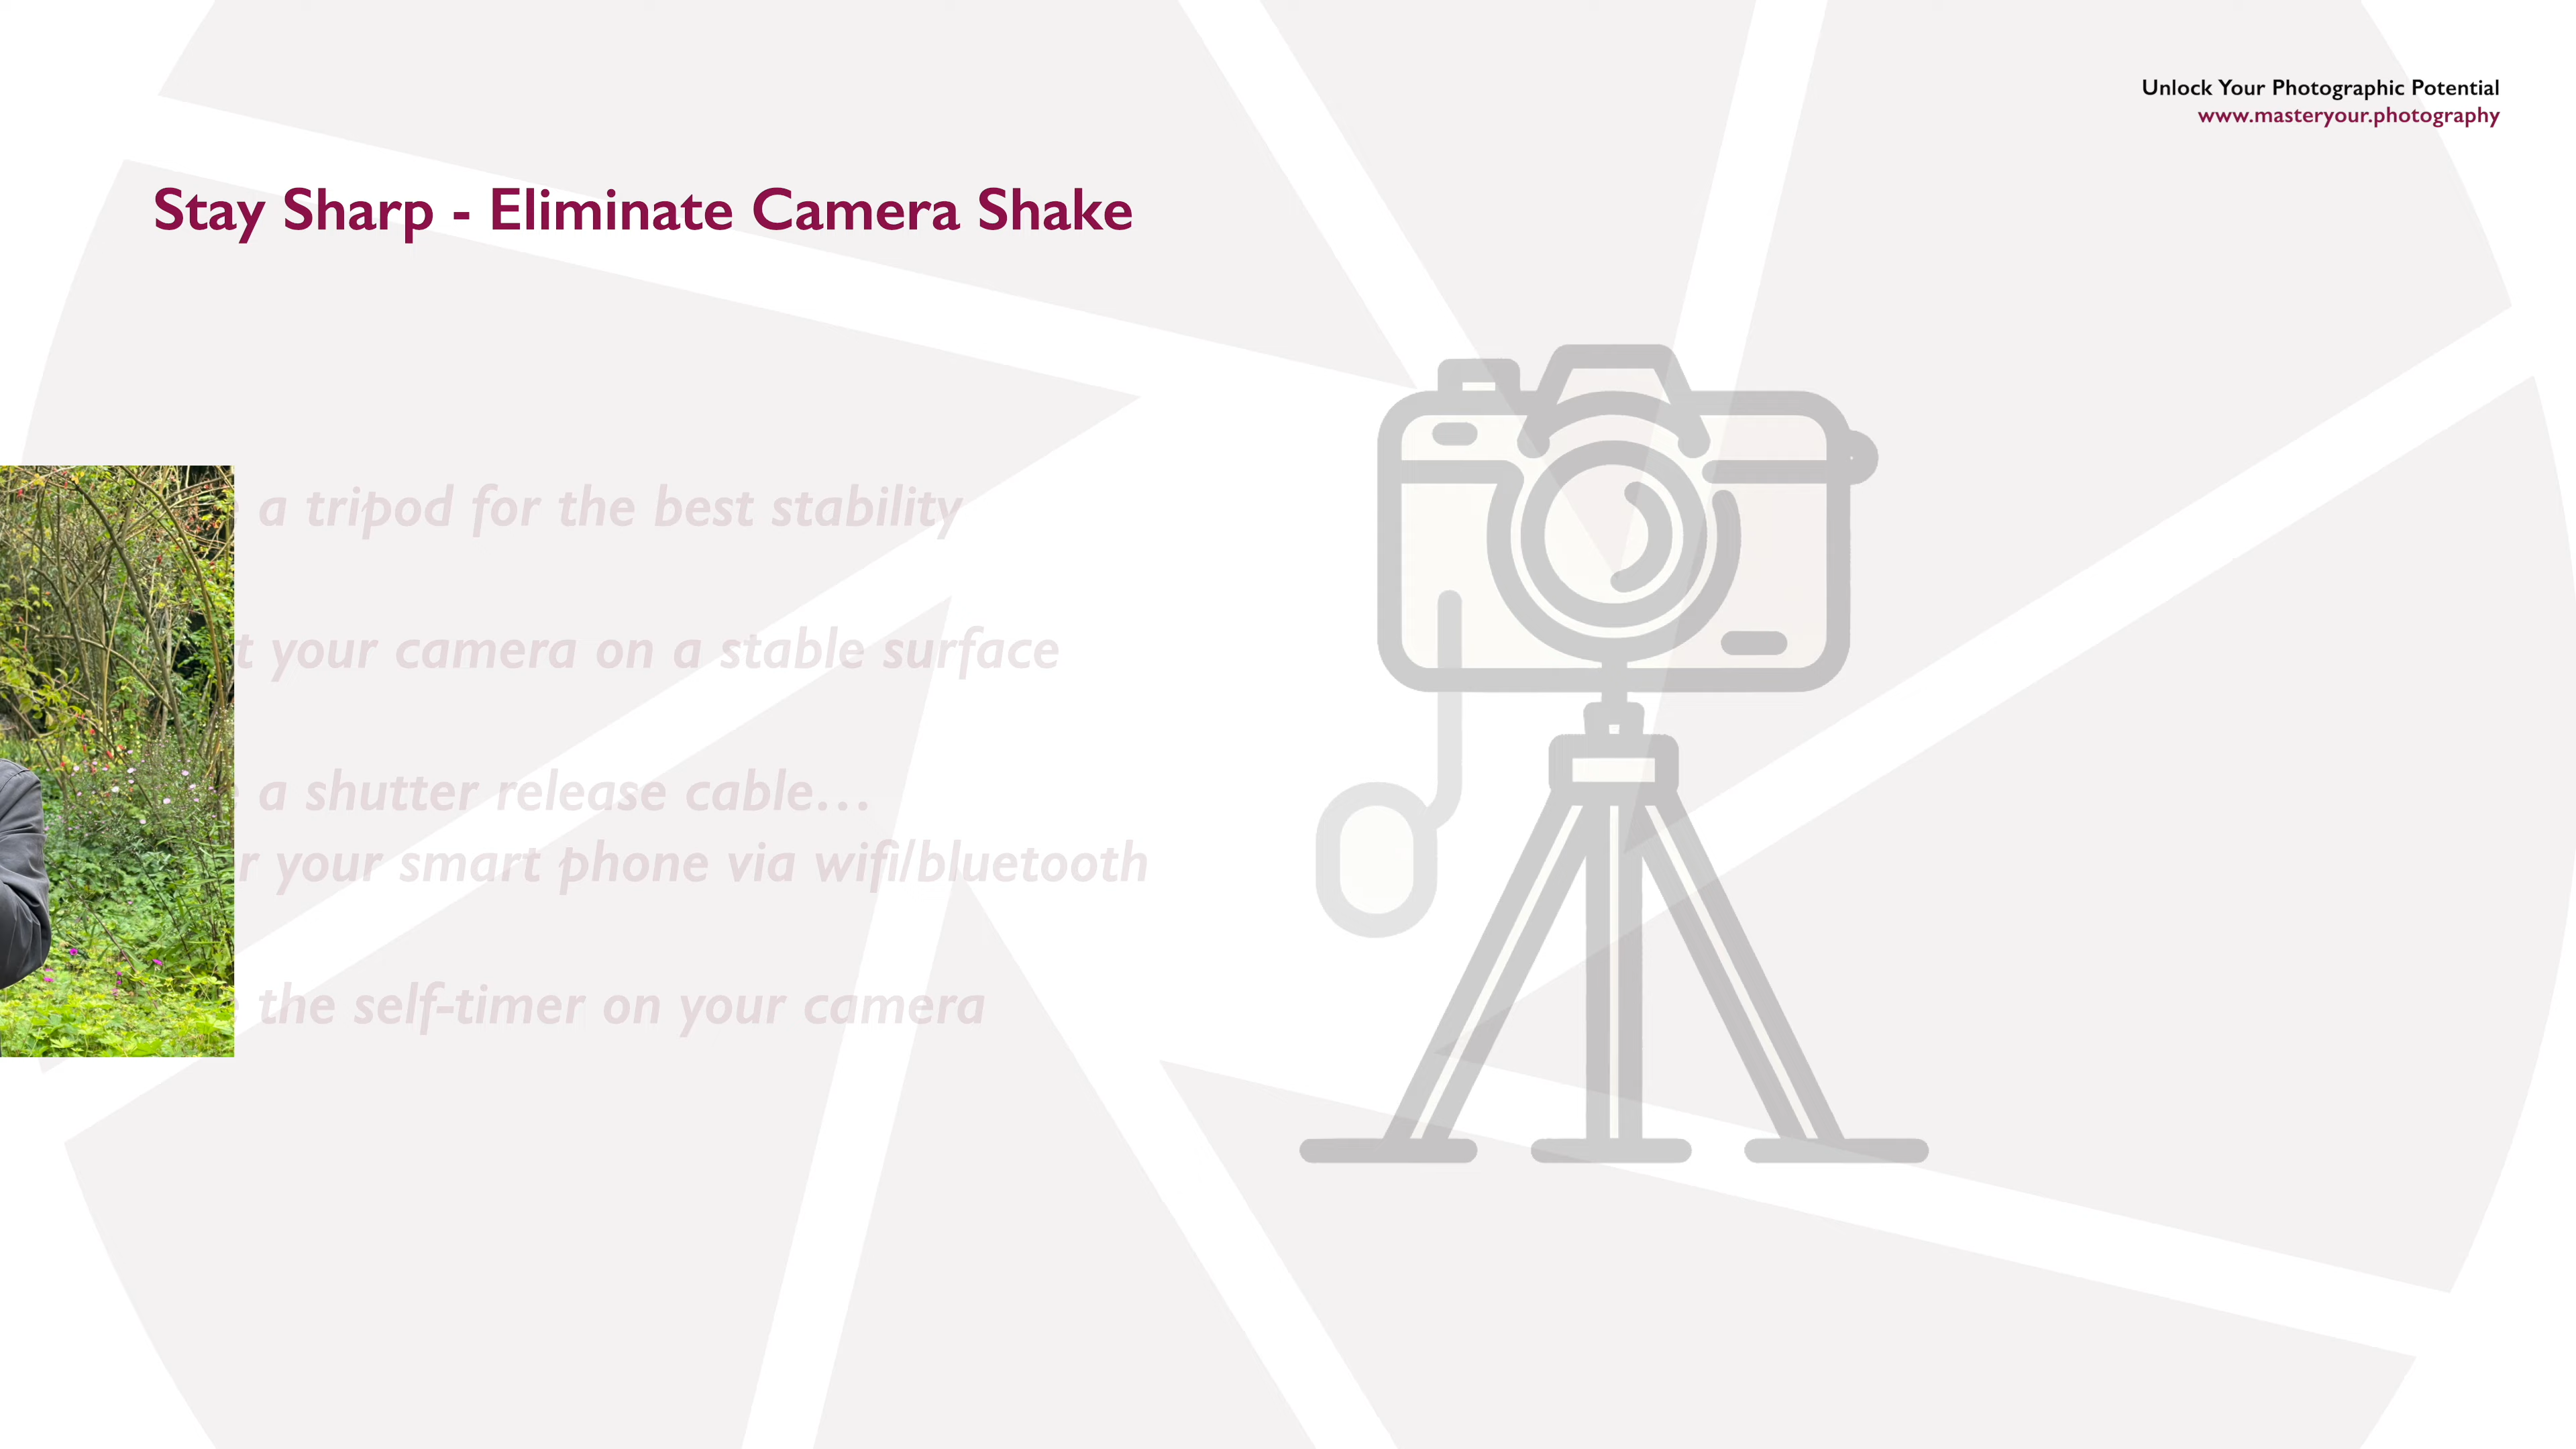 Unlock Your Photographic Potential
www.masteryour.photography
Stay Sharp - Eliminate Camera Shake
a tripod for the best stability
your camera on a stable surface
a shutter release cable…
your smart phone via wifi/bluetooth
the self-timer on your camera